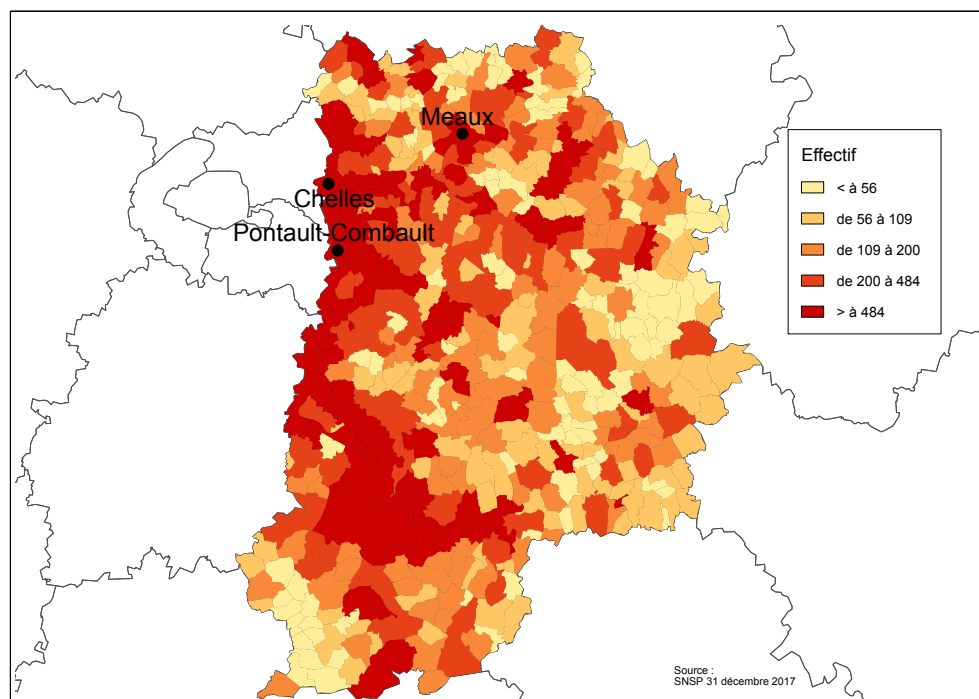 Meaux
Chelles
Pontault-Combault
Effectif
< à 56
de 56 à 109
de 109 à 200
de 200 à 484
> à 484
Source :
SNSP 31 décembre 2017